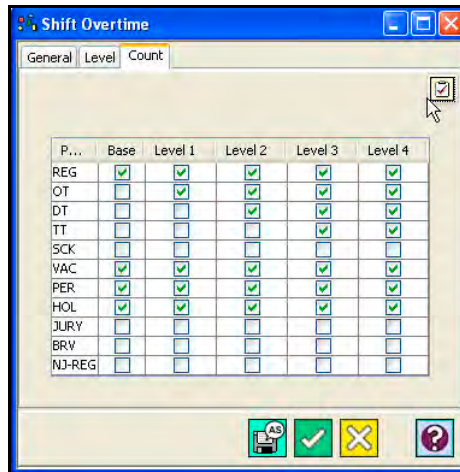 Shift Overtime
General Level Count
P... Base Level 1 Level 2 Level 3 Level 4
REG
OT
DT
TT
SCK
VAC
PER
HOL
JURY
BRV
NJ-REG
AS
?